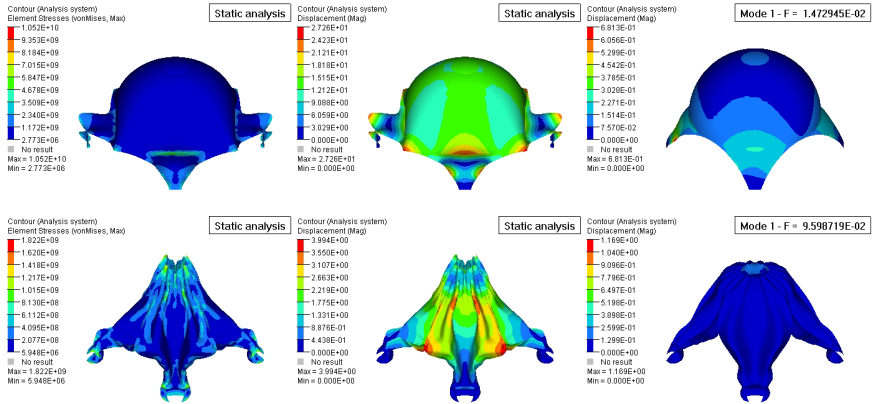 Contour (Analysis system)
Element Stresses (vonMises, Max)
1.052E+10
9.353E+09
8.184E+09
7.015E+09
5.847E+09
4.678E+09
3.509E+09
2.340E+09
1.172E+09
2.773E+06
No result
Max = 1.052E+10
Min = 2.773E+06
Static analysis
Contour (Analysis system)
Displacement (Mag)
2.726E+01
2.423E+01
2.121E+01
1.818E+01
1.515E+01
1.212E+01
9.088E+00
6.059E+00
3.029E+00
0.000E+00
No result
Max = 2.726E+01
Min = 0.000E+00
Static analysis
Contour (Analysis system)
Displacement (Mag)
6.813E-01
6.056E-01
5.299E-01
4.542E-01
3.785E-01
3.028E-01
2.271E-01
1.514E-01
7.570E-02
0.000E+00
No result
Max = 6.813E-01
Min = 0.000E+00
Mode 1 - F = 1.472945E-02
Contour (Analysis system)
Element Stresses (vonMises, Max)
1.822E+09
1.620E+09
1.418E+09
1.217E+09
1.015E+09
8.130E+08
6.112E+08
4.095E+08
2.077E+08
5.948E+06
No result
Max = 1.822E+09
Min = 5.948E+06
Static analysis
Contour (Analysis system)
Displacement (Mag)
3.994E+00
3.550E+00
3.107E+00
2.663E+00
2.219E+00
1.775E+00
1.331E+00
8.876E-01
4.438E-01
0.000E+00
No result
Max = 3.994E+00
Min = 0.000E+00
Static analysis
Contour (Analysis system)
Displacement (Mag)
1.169E+00
1.040E+00
9.096E-01
7.796E-01
6.497E-01
5.198E-01
3.898E-01
2.599E-01
1.299E-01
0.000E+00
No result
Max = 1.169E+00
Min = 0.000E+00
Mode 1 - F = 9.598719E-02